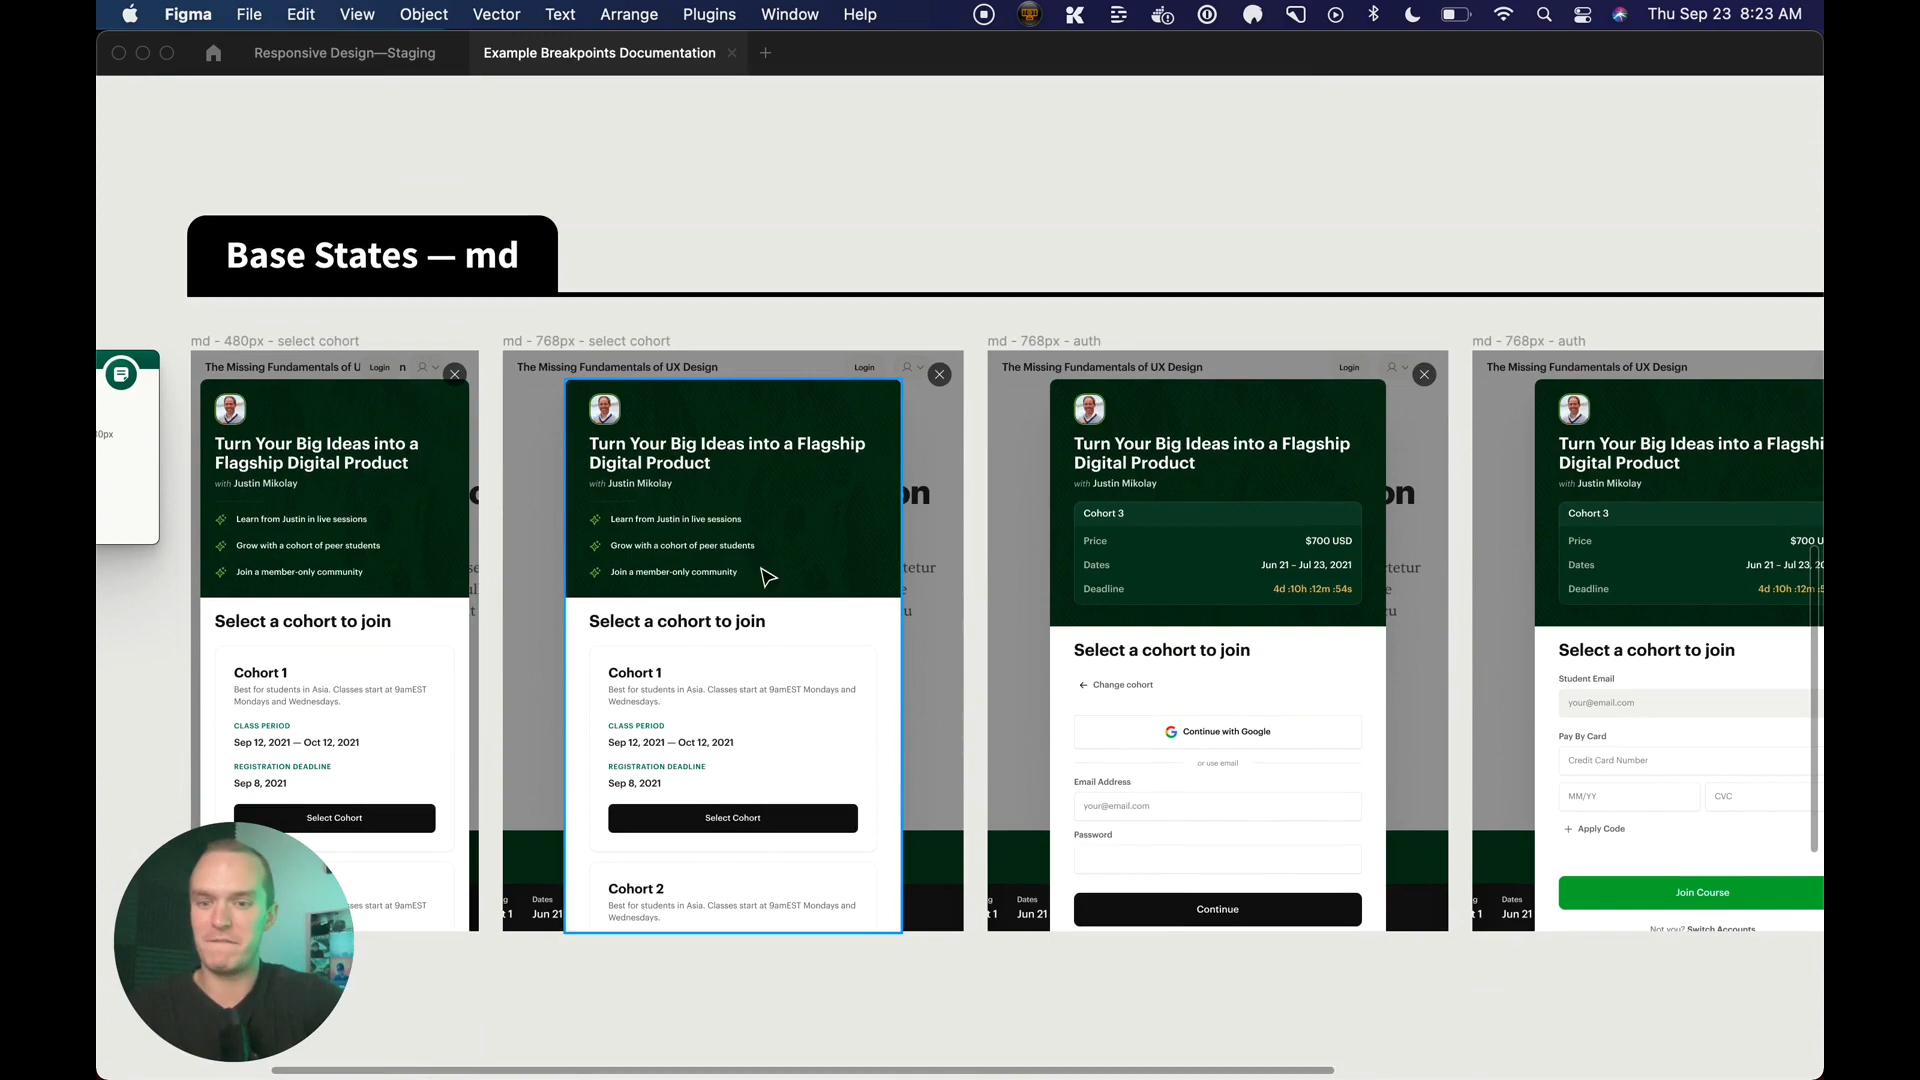 Figma File Edit View Object Vector Text Arrange Plugins Window Help Thu Sep 23 8:23 AM
Responsive Design—Staging Example Breakpoints Documentation
Base States — md
md - 480px - select cohort
The Missing Fundamentals of U Login n
Turn Your Big Ideas into a
Flagship Digital Product
with Justin Mikolay
Learn from Justin in live sessions
Grow with a cohort of peer students
Join a member-only community
Select a cohort to join
Cohort 1
Best for students in Asia. Classes start at 9amEST
Mondays and Wednesdays.
CLASS PERIOD
Sep 12, 2021 — Oct 12, 2021
REGISTRATION DEADLINE
Sep 8, 2021
Select Cohort
md - 768px - select cohort
The Missing Fundamentals of UX Design Login
Turn Your Big Ideas into a Flagship
Digital Product
with Justin Mikolay
Learn from Justin in live sessions
Grow with a cohort of peer students
Join a member-only community
Select a cohort to join
Cohort 1
Best for students in Asia. Classes start at 9amEST Mondays and
Wednesdays.
CLASS PERIOD
Sep 12, 2021 — Oct 12, 2021
REGISTRATION DEADLINE
Sep 8, 2021
Select Cohort
Cohort 2
Best for students in Asia. Classes start at 9amEST Mondays and
Wednesdays.
Dates
Jun 21
md - 768px - auth
The Missing Fundamentals of UX Design Login
Turn Your Big Ideas into a Flagship
Digital Product
with Justin Mikolay
Cohort 3
Price $700 USD
Dates Jun 21 – Jul 23, 2021
Deadline 4d :10h :12m :54s
Select a cohort to join
Change cohort
Continue with Google
or use email
Email Address
your@email.com
Password
Continue
Dates
Jun 21
md - 768px - auth
The Missing Fundamentals of UX Design
Turn Your Big Ideas into a Flagshi
Digital Product
with Justin Mikolay
Cohort 3
Price $700 U
Dates Jun 21 – Jul 23, 20
Deadline 4d :10h :12m :5
Select a cohort to join
Student Email
your@email.com
Pay By Card
Credit Card Number
MM/YY CVC
Apply Code
Join Course
Not you? Switch Accounts
Dates
Jun 21